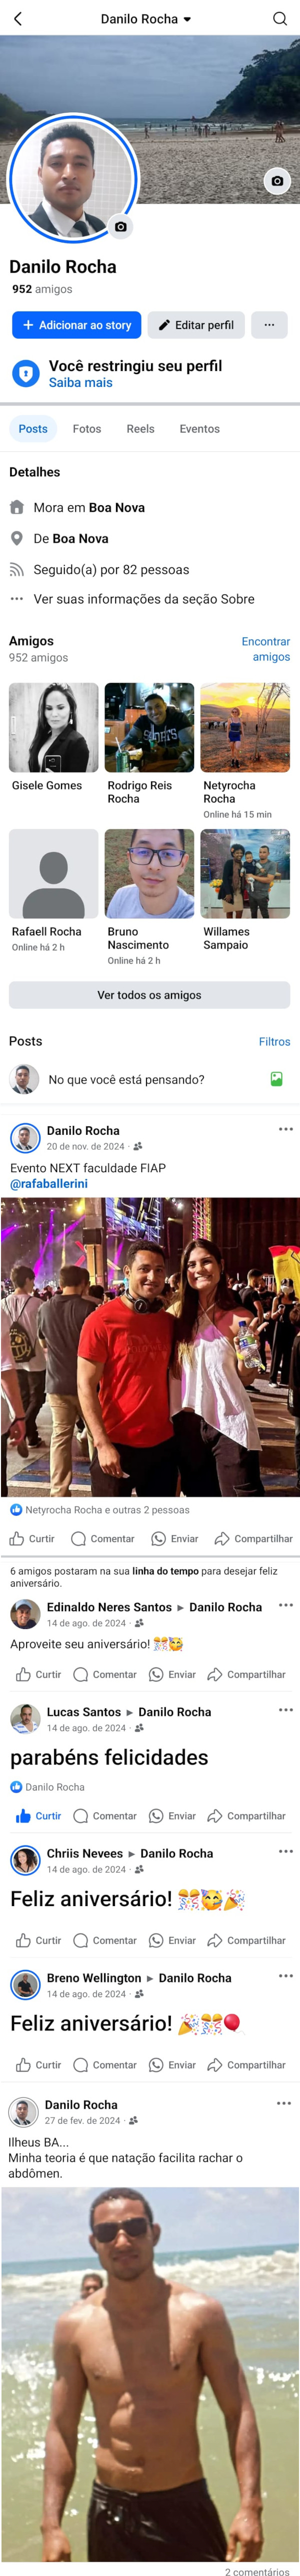 Danilo Rocha
Danilo Rocha
952 amigos
Adicionar ao story
Editar perfil
Você restringiu seu perfil
Saiba mais
Posts Fotos Reels Eventos
Detalhes
Mora em Boa Nova
De Boa Nova
Seguido(a) por 82 pessoas
Ver suas informações da seção Sobre
Amigos
952 amigos
Encontrar
amigos
Gisele Gomes
Rodrigo Reis
Rocha
Netyrocha
Rocha
Online há 15 min
Rafaell Rocha
Online há 2 h
Bruno
Nascimento
Online há 2 h
Willames
Sampaio
Ver todos os amigos
Posts Filtros
No que você está pensando?
Danilo Rocha
20 de nov. de 2024 ·
Evento NEXT faculdade FIAP
@rafaballerini
Netyrocha Rocha e outras 2 pessoas
Curtir Comentar Enviar Compartilhar
6 amigos postaram na sua linha do tempo para desejar feliz
aniversário.
Edinaldo Neres Santos ▸ Danilo Rocha
14 de ago. de 2024 ·
Aproveite seu aniversário! 🎊🥳
Curtir Comentar Enviar Compartilhar
Lucas Santos ▸ Danilo Rocha
14 de ago. de 2024 ·
parabéns felicidades
Danilo Rocha
Curtir Comentar Enviar Compartilhar
Chriis Nevees ▸ Danilo Rocha
14 de ago. de 2024 ·
Feliz aniversário! 🎊🥳🎉
Curtir Comentar Enviar Compartilhar
Breno Wellington ▸ Danilo Rocha
14 de ago. de 2024 ·
Feliz aniversário! 🎉🎊🎈
Curtir Comentar Enviar Compartilhar
Danilo Rocha
27 de fev. de 2024 ·
Ilheus BA...
Minha teoria é que natação facilita rachar o
abdômen.
2 comentários